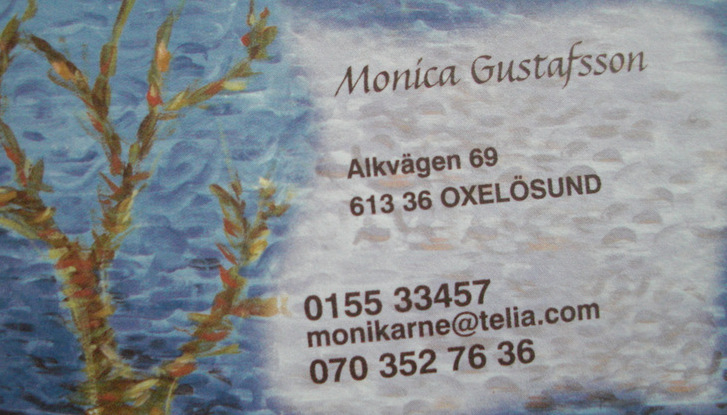 Monica Gustafsson
Alkvägen 69
613 36 OXELÖSUND
0155 33457
monikarne@telia.com
070 352 76 36